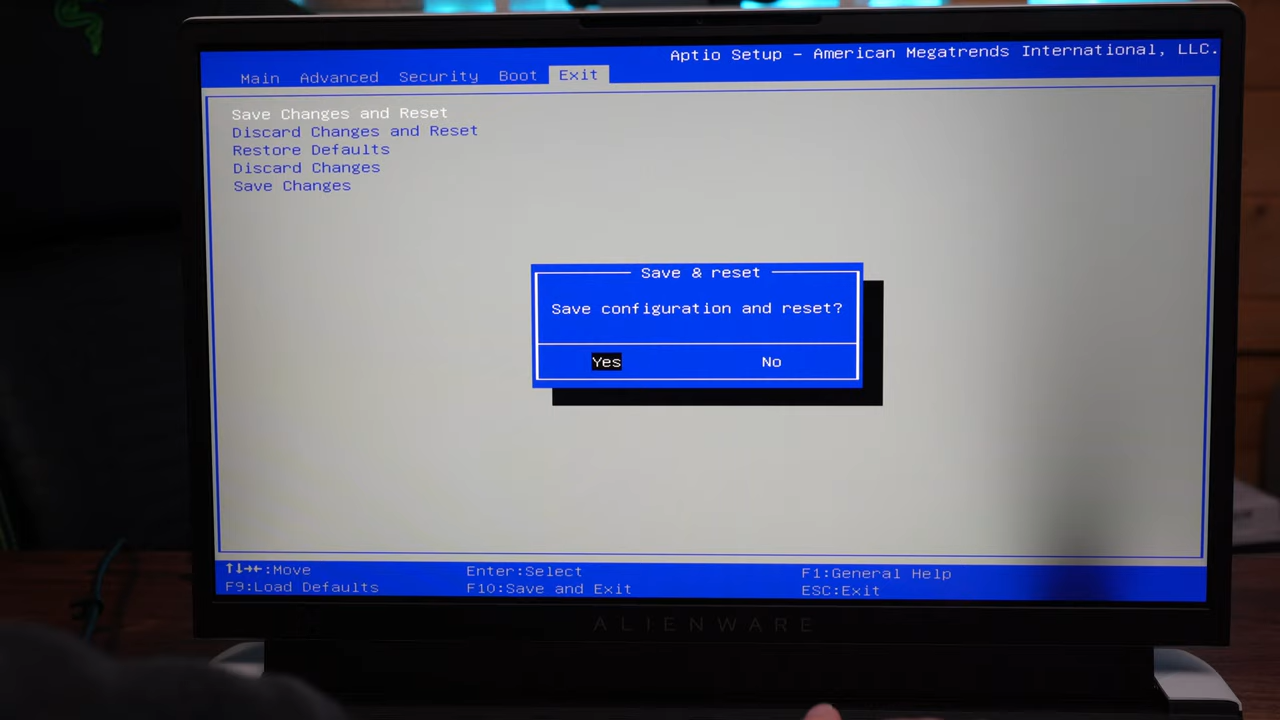 Aptio Setup - American Megatrends International, LLC.
Main Advanced Security Boot Exit
Save Changes and Reset
Discard Changes and Reset
Restore Defaults
Discard Changes
Save Changes
Save & reset
Save configuration and reset?
Yes No
↑↓→←:Move Enter:Select F1:General Help
F9:Load Defaults F10:Save and Exit ESC:Exit
ALIENWARE